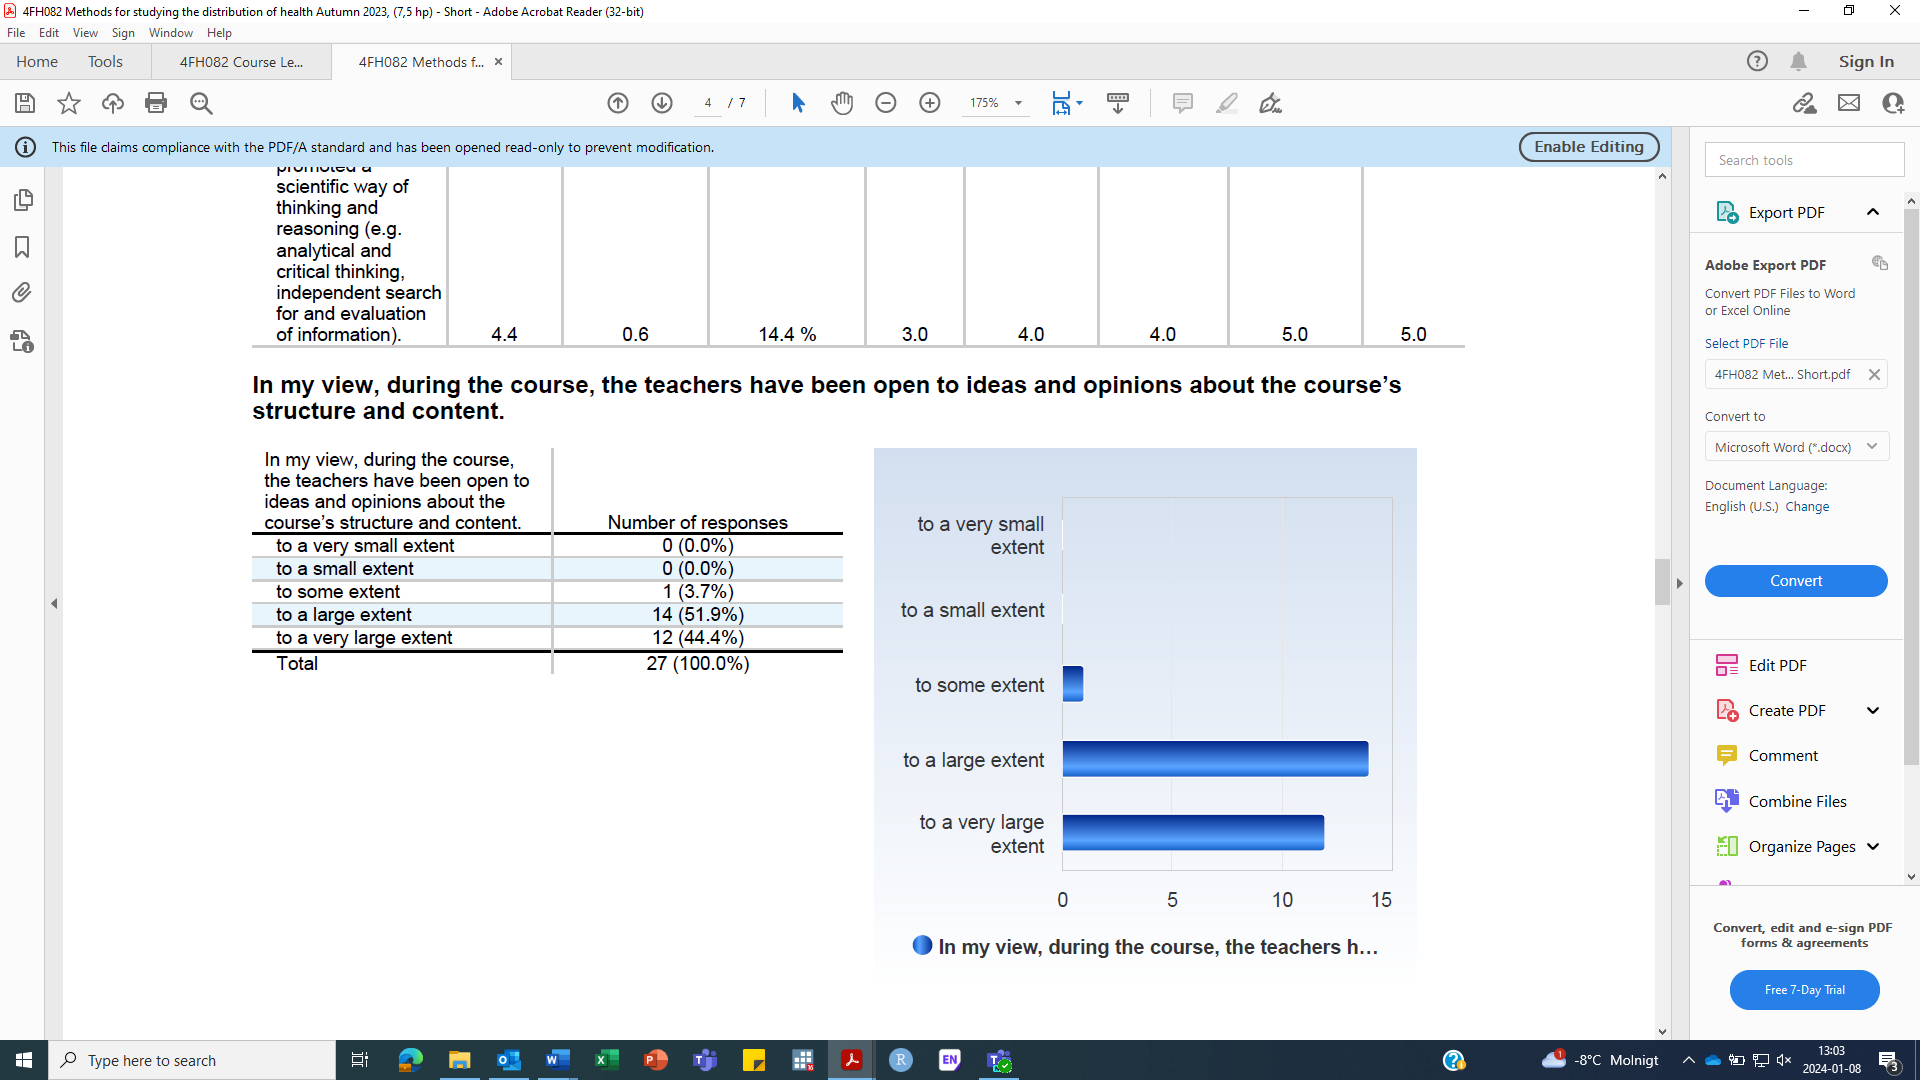 4FH082 Methods for studying the distribution of health Autumn 2023, (7,5 hp) - Short - Adobe Acrobat Reader (32-bit)
File Edit View Sign Window Help
Home Tools 4FH082 Course Le... 4FH082 Methods f... Sign In
4 / 7 175%
This file claims compliance with the PDF/A standard and has been opened read-only to prevent modification. Enable Editing
promoted a
scientific way of
thinking and
reasoning (e.g.
analytical and
critical thinking,
independent search
for and evaluation
of information). 4.4 0.6 14.4 % 3.0 4.0 4.0 5.0 5.0
In my view, during the course, the teachers have been open to ideas and opinions about the course's
structure and content.
In my view, during the course,
the teachers have been open to
ideas and opinions about the
course's structure and content. Number of responses
to a very small extent 0 (0.0%)
to a small extent 0 (0.0%)
to some extent 1 (3.7%)
to a large extent 14 (51.9%)
to a very large extent 12 (44.4%)
Total 27 (100.0%)
to a very small
extent
to a small extent
to some extent
to a large extent
to a very large
extent
0 5 10 15
In my view, during the course, the teachers h...
Search tools
Export PDF
Adobe Export PDF
Convert PDF Files to Word
or Excel Online
Select PDF File
4FH082 Met... Short.pdf
Convert to
Microsoft Word (*.docx)
Document Language:
English (U.S.) Change
Convert
Edit PDF
Create PDF
Comment
Combine Files
Organize Pages
Convert, edit and e-sign PDF
forms & agreements
Free 7-Day Trial
Type here to search
EN
1
-8°C Molnigt
13:03
2024-01-08
3